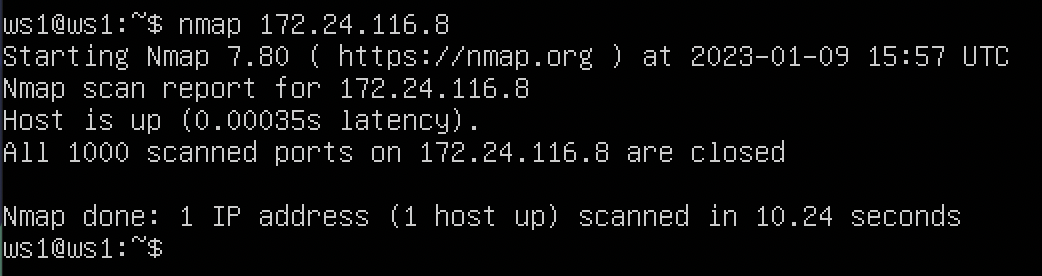 ws1@ws1:~$ nmap 172.24.116.8
Starting Nmap 7.80 ( https://nmap.org ) at 2023-01-09 15:57 UTC
Nmap scan report for 172.24.116.8
Host is up (0.00035s latency).
All 1000 scanned ports on 172.24.116.8 are closed

Nmap done: 1 IP address (1 host up) scanned in 10.24 seconds
ws1@ws1:~$